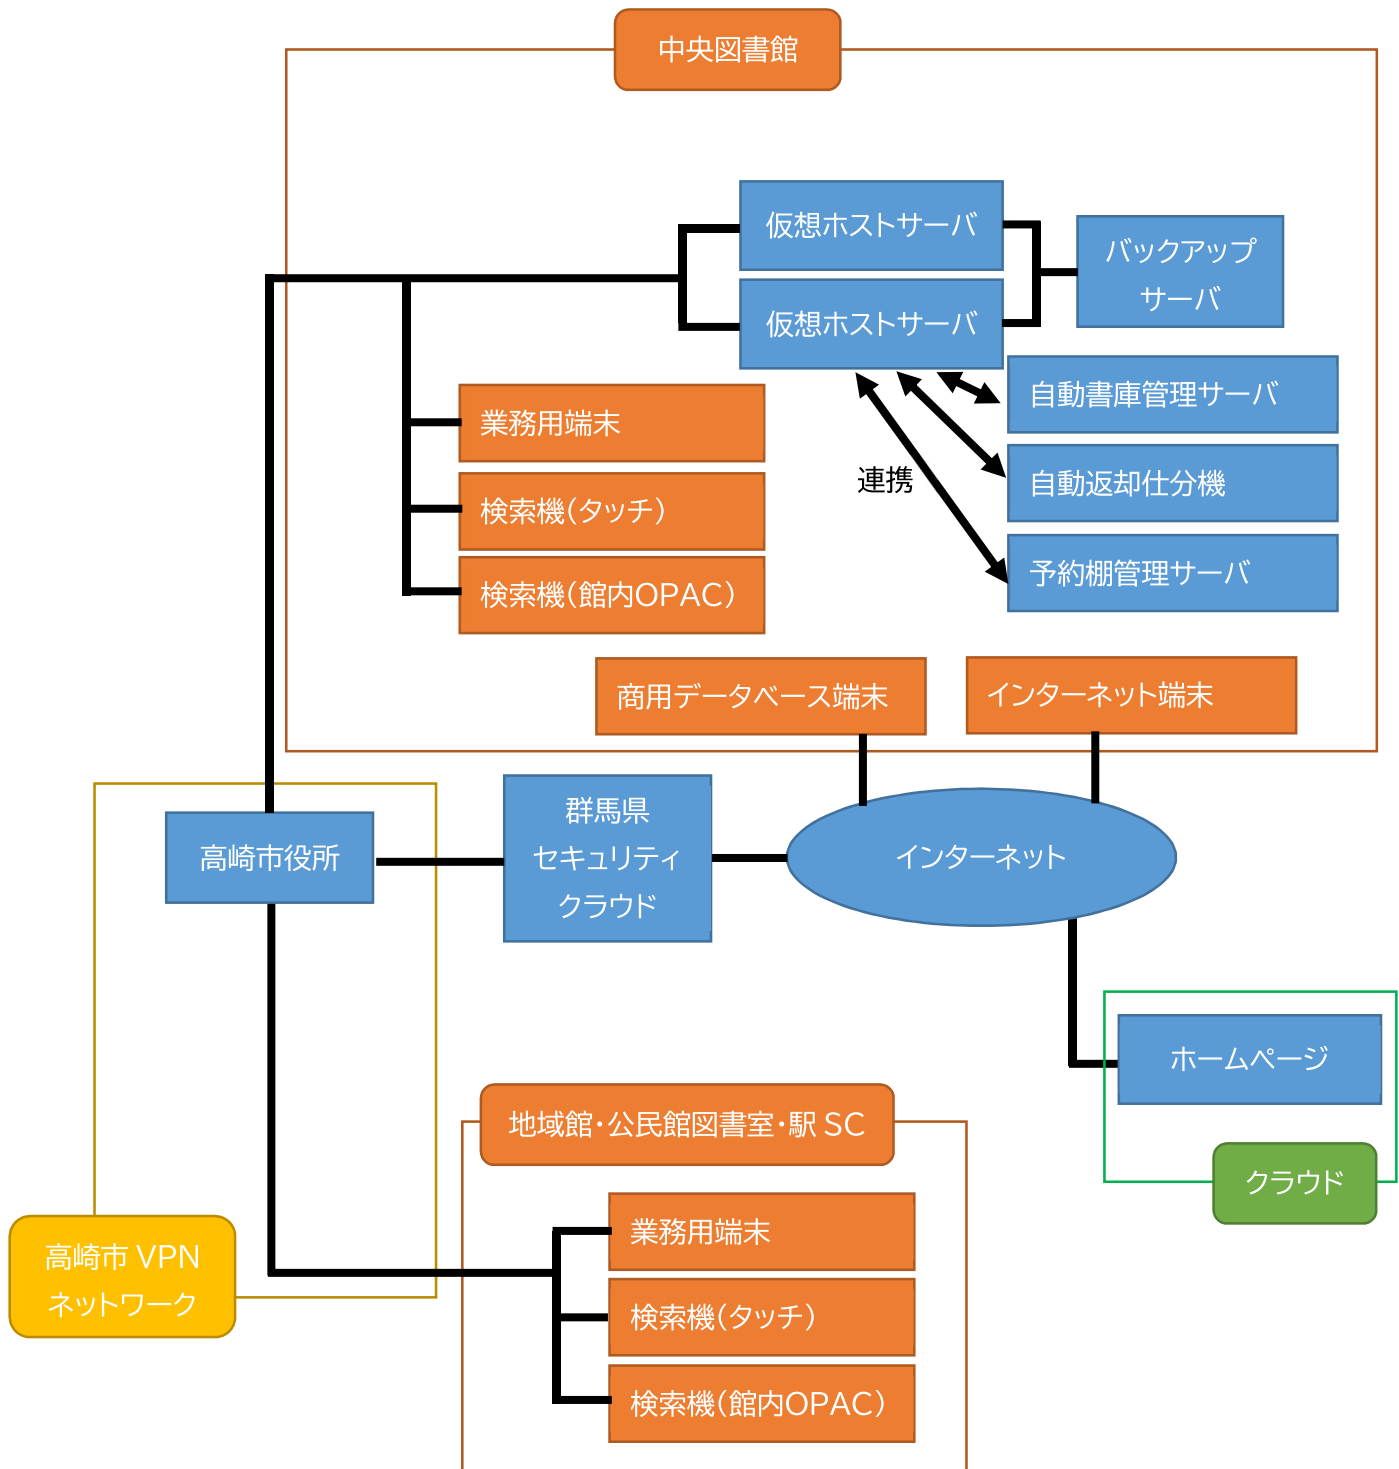 中央図書館
仮想ホストサーバ
仮想ホストサーバ
バックアップ
サーバ
自動書庫管理サーバ
自動返却仕分機
予約棚管理サーバ
連携
業務用端末
検索機(タッチ)
検索機(館内OPAC)
商用データベース端末
インターネット端末
高崎市役所
群馬県
セキュリティ
クラウド
インターネット
ホームページ
クラウド
高崎市 VPN
ネットワーク
地域館・公民館図書室・駅 SC
業務用端末
検索機(タッチ)
検索機(館内OPAC)